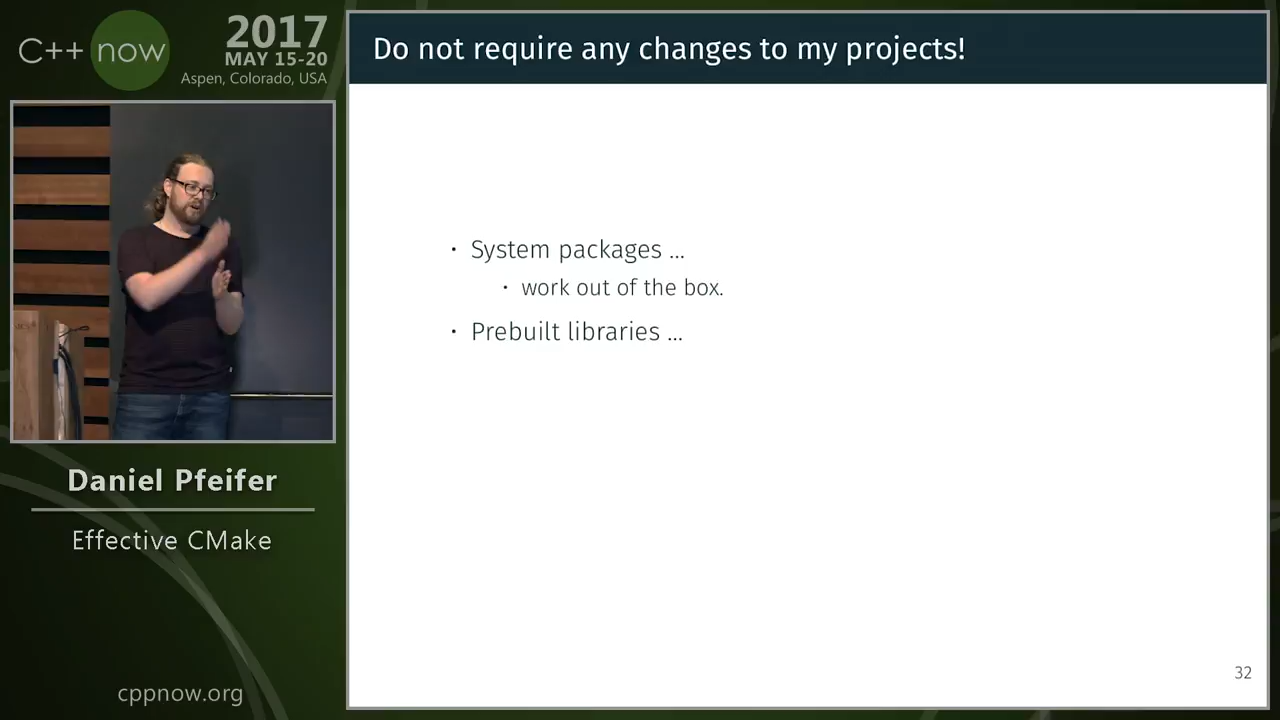 C++ now
2017
MAY 15-20
Aspen, Colorado, USA
Do not require any changes to my projects!
· System packages ...
· work out of the box.
· Prebuilt libraries ...
Daniel Pfeifer
Effective CMake
cppnow.org
32